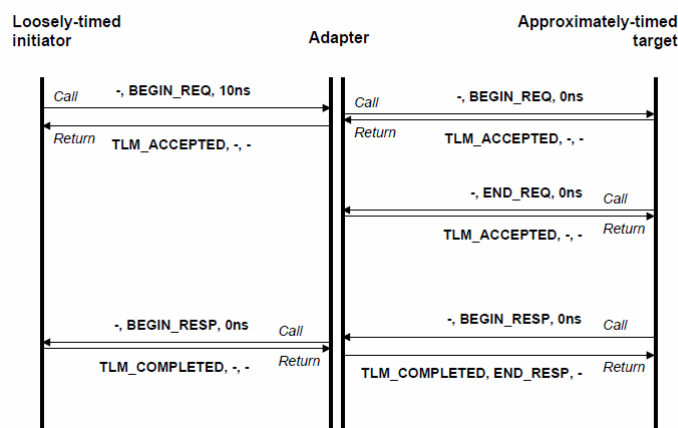 Loosely-timed
initiator
Adapter
Approximately-timed
target
Call
-, BEGIN_REQ, 10ns
Return
TLM_ACCEPTED, -, -
Call
-, BEGIN_REQ, 0ns
Return
TLM_ACCEPTED, -, -
-, END_REQ, 0ns
Call
TLM_ACCEPTED, -, -
Return
-, BEGIN_RESP, 0ns
Call
TLM_COMPLETED, -, -
Return
-, BEGIN_RESP, 0ns
Call
TLM_COMPLETED, END_RESP, -
Return